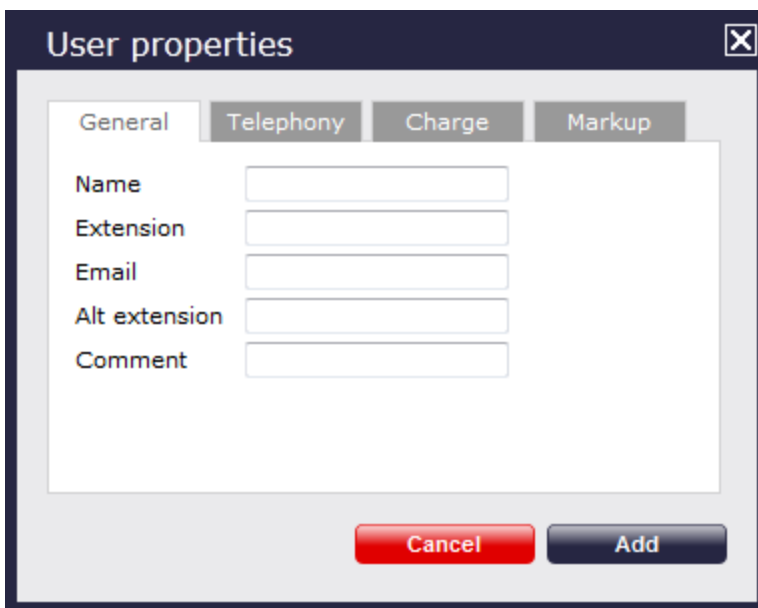 User properties
General Telephony Charge Markup
Name
Extension
Email
Alt extension
Comment
Cancel Add